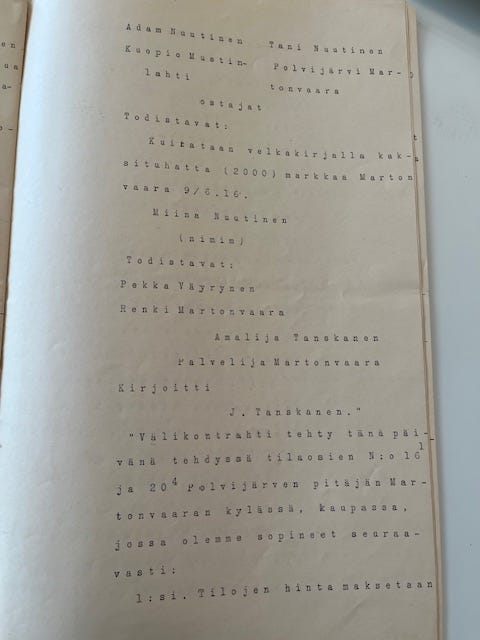 Adam Nuutinen Tani Nuutinen
Kuopio Mustin- Polvijärvi Mar-
lahti tonvaara
ostajat
Todistavat:
Kuitataan velkakirjalla kak-
situhatta (2000) markkaa Marton
vaara 9/6.16.
Miina Nuutinen
(nimim)
Todistavat:
Pekka Väyrynen
Renki Martonvaara
Amalija Tanskanen
Palvelija Martonvaara
Kirjoitti
J. Tanskanen."
"Välikontrahti tehty tänä päi-
vänä tehdyssä tilaosien N:o 16¹
ja 20⁴ Polvijärven pitäjän Mar-
tonvaaran kylässä, kaupassa,
jossa olemme sopineet seuraa-
vasti:
1:si. Tilojen hinta maksetaan